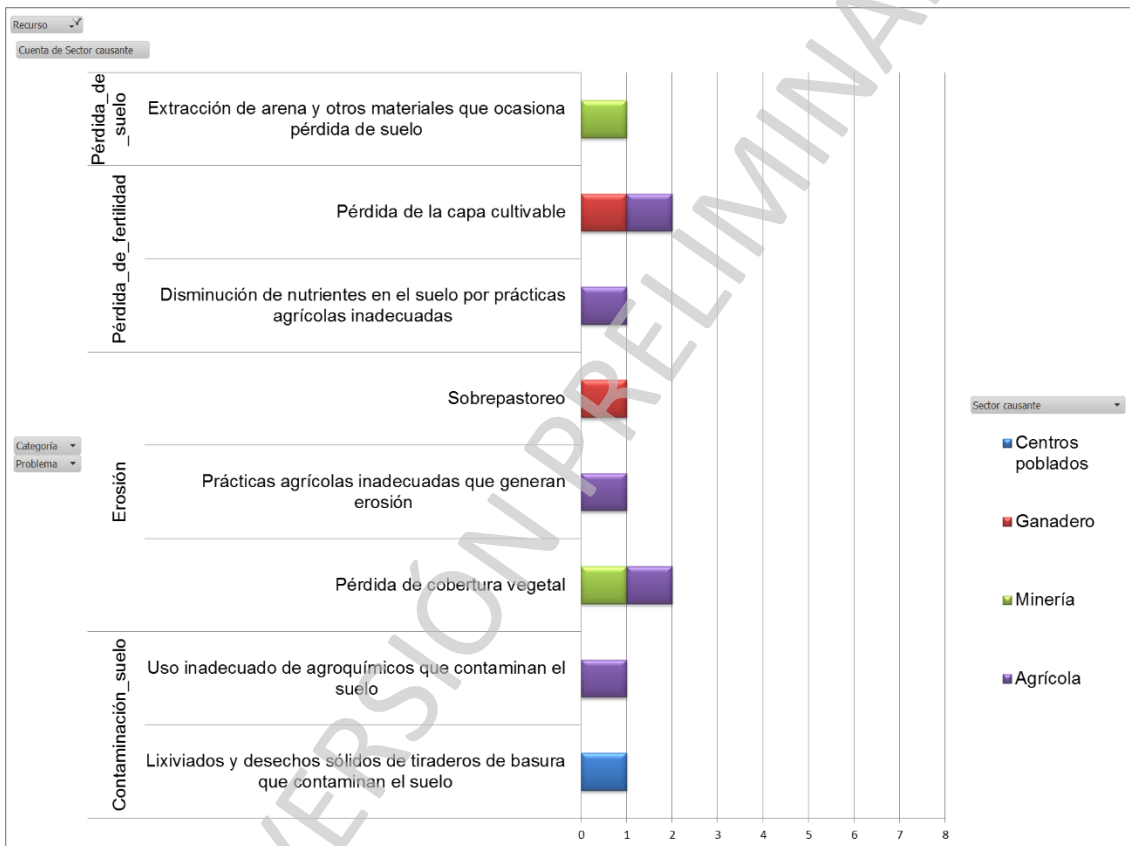 Recurso
Cuenta de Sector causante
Pérdida_de
_suelo
Extracción de arena y otros materiales que ocasiona
pérdida de suelo
Pérdida_de_fertilidad
Pérdida de la capa cultivable
Disminución de nutrientes en el suelo por prácticas
agrícolas inadecuadas
Erosión
Sobrepastoreo
Prácticas agrícolas inadecuadas que generan
erosión
Pérdida de cobertura vegetal
Contaminación_suelo
Uso inadecuado de agroquímicos que contaminan el
suelo
Lixiviados y desechos sólidos de tiraderos de basura
que contaminan el suelo
Categoría
Problema
0 1 2 3 4 5 6 7 8
Sector causante
Centros
poblados
Ganadero
Minería
Agrícola
VERSIÓN PRELIMINA